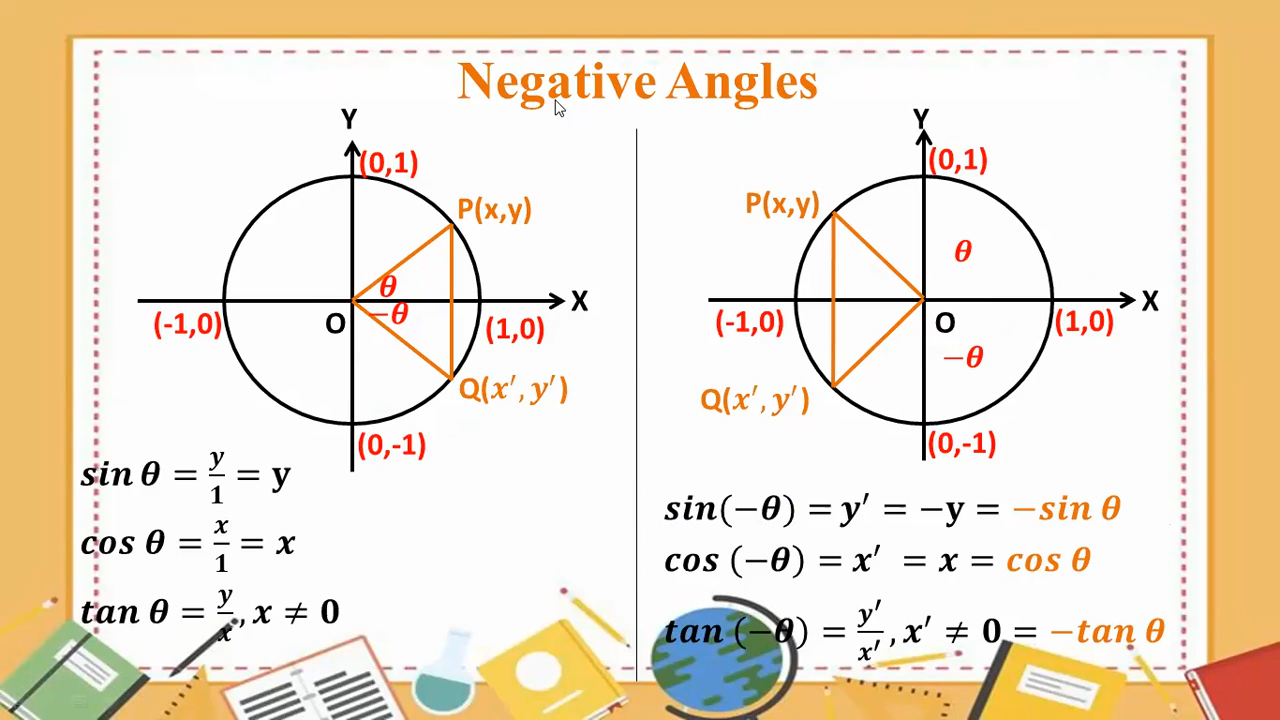 Negative Angles
Y
(0,1)
P(x,y)
θ
−θ
X
O
(-1,0)
(1,0)
Q(x′, y′)
(0,-1)
sin θ = y/1 = y
cos θ = x/1 = x
tan θ = y/x, x ≠ 0
Y
(0,1)
P(x,y)
θ
X
(-1,0)
O
(1,0)
−θ
Q(x′, y′)
(0,-1)
sin(−θ) = y′ = −y = −sin θ
cos (−θ) = x′ = x = cos θ
tan (−θ) = y′/x′, x′ ≠ 0 = −tan θ